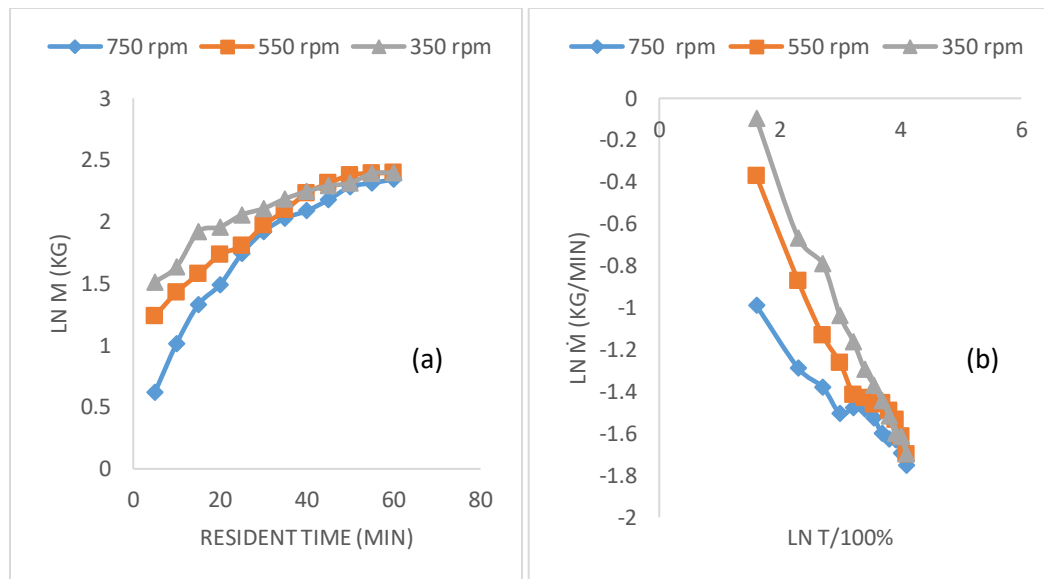 750 rpm 550 rpm 350 rpm
3
2.5
2
1.5
1
0.5
0
0 20 40 60 80
LN M (KG)
RESIDENT TIME (MIN)
(a)
750 rpm 550 rpm 350 rpm
0
-0.2
-0.4
-0.6
-0.8
-1
-1.2
-1.4
-1.6
-1.8
-2
0 2 4 6
LN Ṁ (KG/MIN)
LN T/100%
(b)